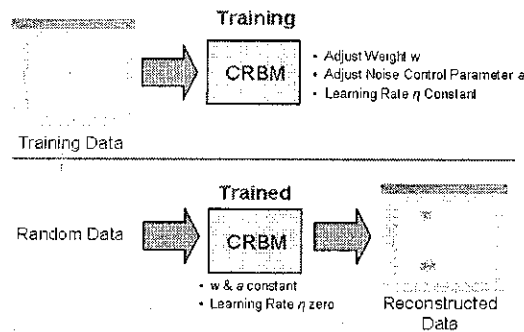 Training
CRBM
• Adjust Weight w
• Adjust Noise Control Parameter a
• Learning Rate η Constant
Training Data
Trained
Random Data
CRBM
• w & a constant
• Learning Rate η zero
Reconstructed
Data